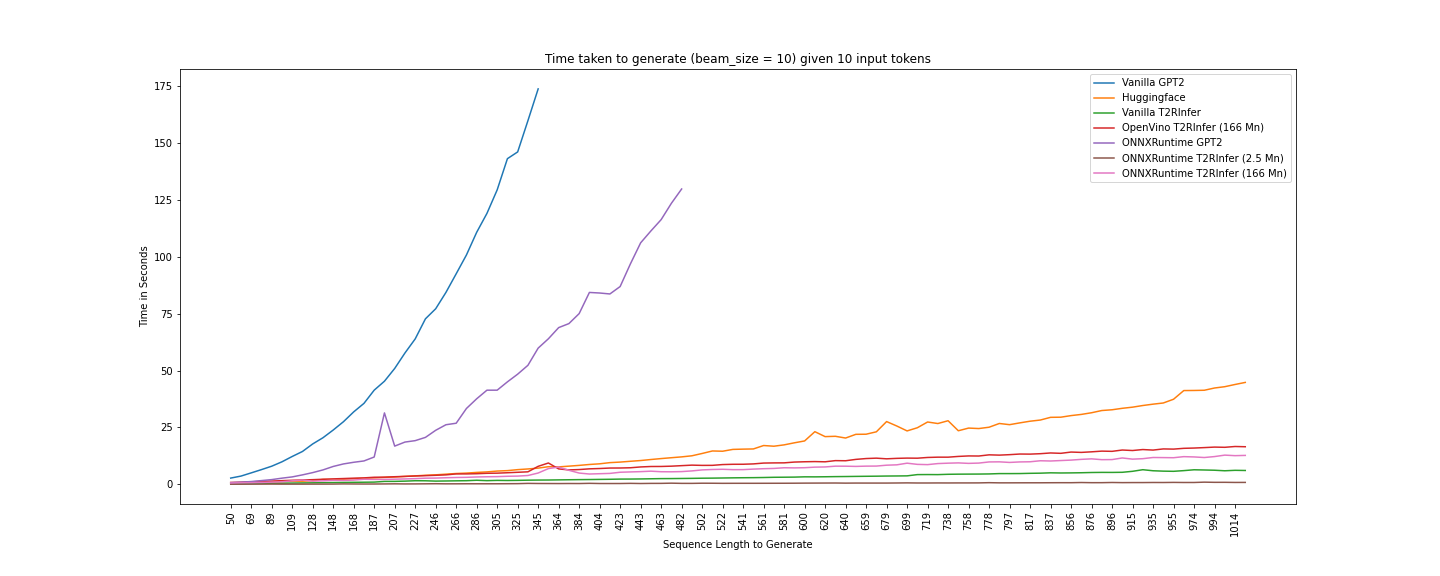 Time taken to generate (beam_size = 10) given 10 input tokens
175
150
125
100
75
50
25
0
Time in Seconds
Vanilla GPT2
Huggingface
Vanilla T2RInfer
OpenVino T2RInfer (166 Mn)
ONNXRuntime GPT2
ONNXRuntime T2RInfer (2.5 Mn)
ONNXRuntime T2RInfer (166 Mn)
50 69 89 109 128 148 168 187 207 227 246 266 286 305 325 345 364 384 404 423 443 463 482 502 522 541 561 581 600 620 640 659 679 699 719 738 758 778 797 817 837 856 876 896 915 935 955 974 994 1014
Sequence Length to Generate